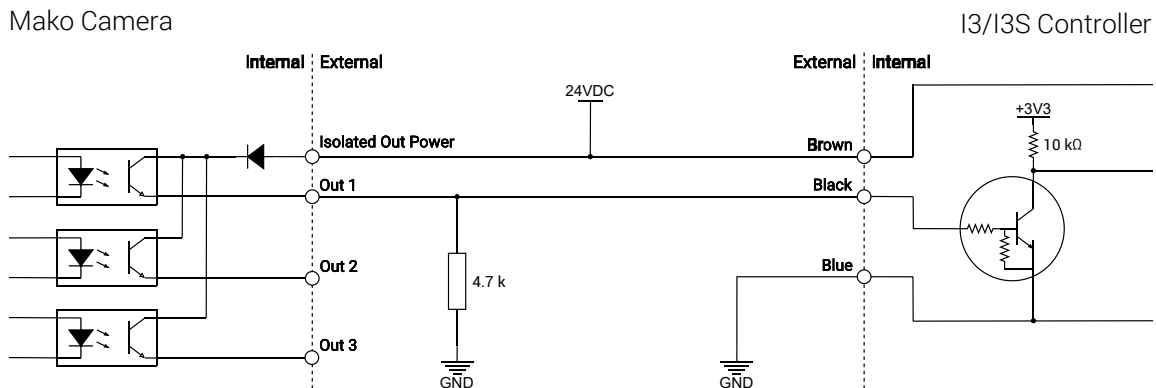 Mako Camera
I3/I3S Controller
Internal
External
External
Internal
24VDC
+3V3
10 kΩ
Isolated Out Power
Brown
Out 1
Black
Out 2
Blue
4.7 k
Out 3
GND
GND